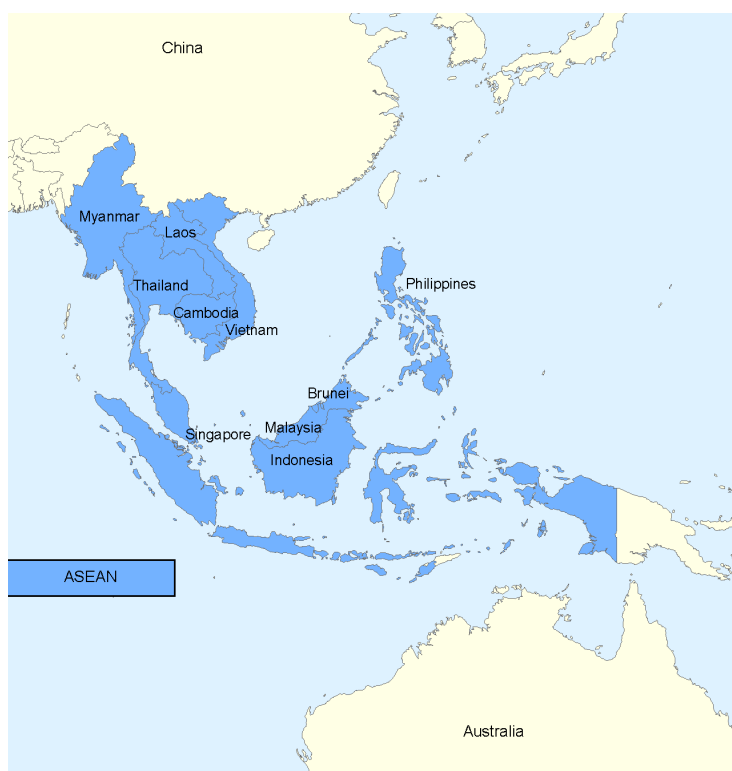 China
Myanmar
Laos
Thailand
Philippines
Cambodia
Vietnam
Brunei
Malaysia
Singapore
Indonesia
ASEAN
Australia